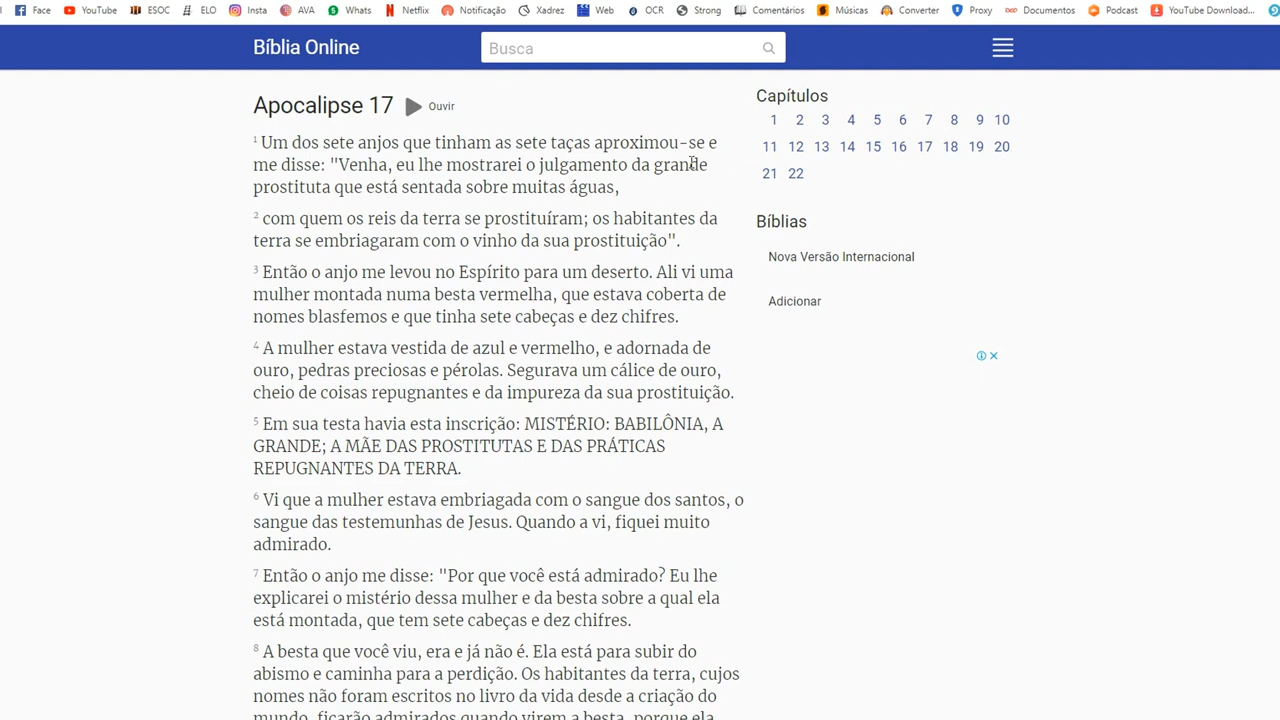 Face YouTube ESOC ELO Insta AVA Whats Netflix Notificação Xadrez Web OCR Strong Comentários Músicas Converter Proxy Documentos Podcast YouTube Download...
Bíblia Online
Busca
Apocalipse 17
Ouvir
1 Um dos sete anjos que tinham as sete taças aproximou-se e
me disse: "Venha, eu lhe mostrarei o julgamento da grande
prostituta que está sentada sobre muitas águas,
2 com quem os reis da terra se prostituíram; os habitantes da
terra se embriagaram com o vinho da sua prostituição".
3 Então o anjo me levou no Espírito para um deserto. Ali vi uma
mulher montada numa besta vermelha, que estava coberta de
nomes blasfemos e que tinha sete cabeças e dez chifres.
4 A mulher estava vestida de azul e vermelho, e adornada de
ouro, pedras preciosas e pérolas. Segurava um cálice de ouro,
cheio de coisas repugnantes e da impureza da sua prostituição.
5 Em sua testa havia esta inscrição: MISTÉRIO: BABILÔNIA, A
GRANDE; A MÃE DAS PROSTITUTAS E DAS PRÁTICAS
REPUGNANTES DA TERRA.
6 Vi que a mulher estava embriagada com o sangue dos santos, o
sangue das testemunhas de Jesus. Quando a vi, fiquei muito
admirado.
7 Então o anjo me disse: "Por que você está admirado? Eu lhe
explicarei o mistério dessa mulher e da besta sobre a qual ela
está montada, que tem sete cabeças e dez chifres.
8 A besta que você viu, era e já não é. Ela está para subir do
abismo e caminha para a perdição. Os habitantes da terra, cujos
nomes não foram escritos no livro da vida desde a criação do
mundo, ficarão admirados quando virem a besta, porque ela
Capítulos
1 2 3 4 5 6 7 8 9 10
11 12 13 14 15 16 17 18 19 20
21 22
Bíblias
Nova Versão Internacional
Adicionar